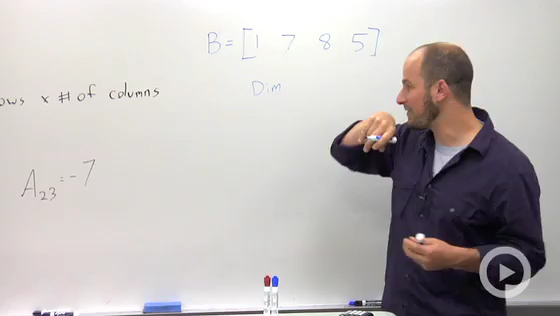 B = [1 7 8 5]
Dim
ows x # of columns
A23 = -7